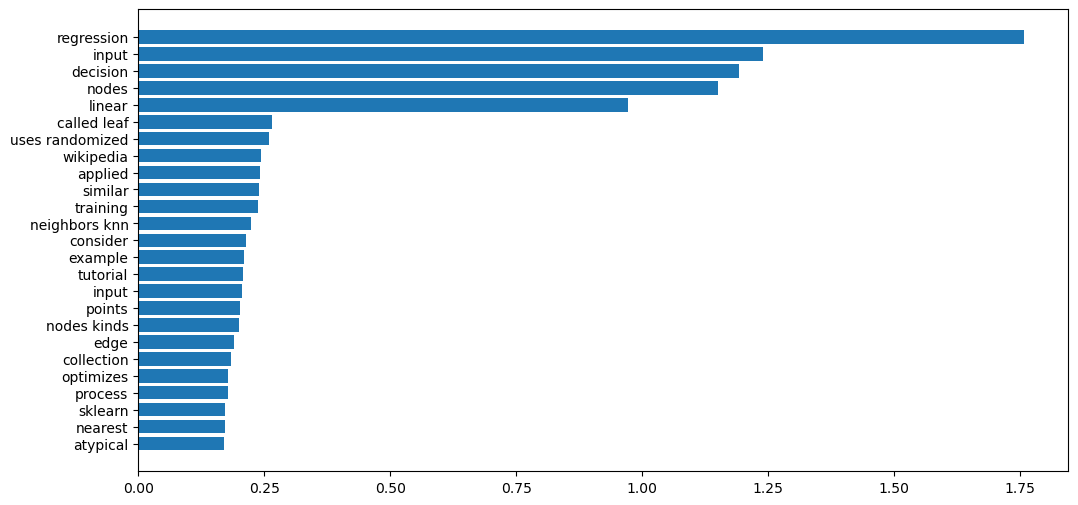 regression
input
decision
nodes
linear
called leaf
uses randomized
wikipedia
applied
similar
training
neighbors knn
consider
example
tutorial
input
points
nodes kinds
edge
collection
optimizes
process
sklearn
nearest
atypical
0.00 0.25 0.50 0.75 1.00 1.25 1.50 1.75